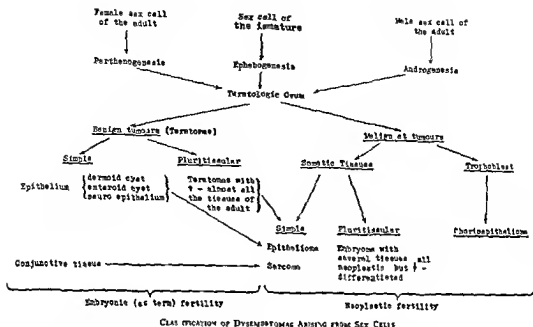 Female sex cell
of the adult
Sex cell of
the immature
Male sex cell of
the adult
Parthenogenesis
Ephebogenesis
Androgenesis
Teratologic Ovum
Benign tumours (Teratomes)
Malignant tumours
Simple
Pluritissular
Somatic Tissues
Trophoblast
Epithelium
dermoid cyst
enteroid cyst
neuro epithelium
Teratomes with
+ - almost all
the tissues of
the adult
Simple
Pluritissular
Chorioepithelioma
Epithelioma
Embryoma with
several tissues all
neoplastic but + -
differentiated
Conjunctive tissue
Sarcoma
Embryonic (as term) fertility
Neoplastic fertility
CLASSIFICATION OF DYSEMBRYOMAS ARISING FROM SEX CELLS